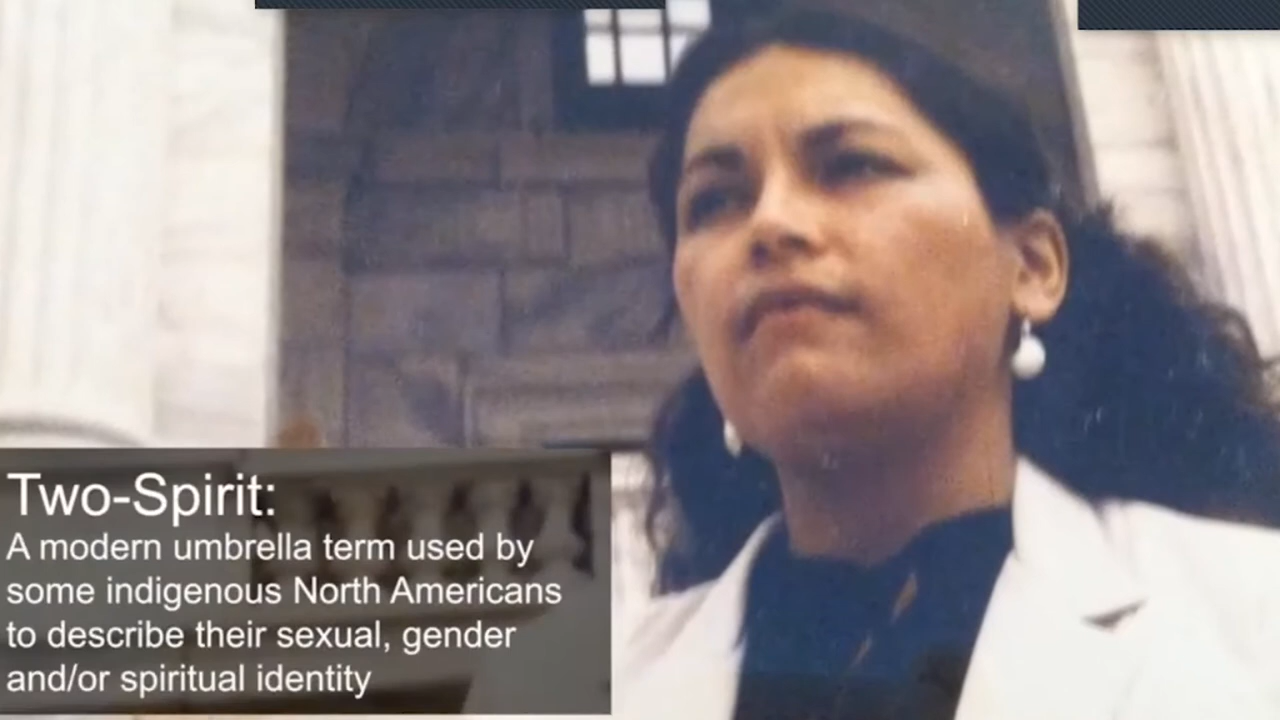 Two-Spirit:
A modern umbrella term used by
some indigenous North Americans
to describe their sexual, gender
and/or spiritual identity